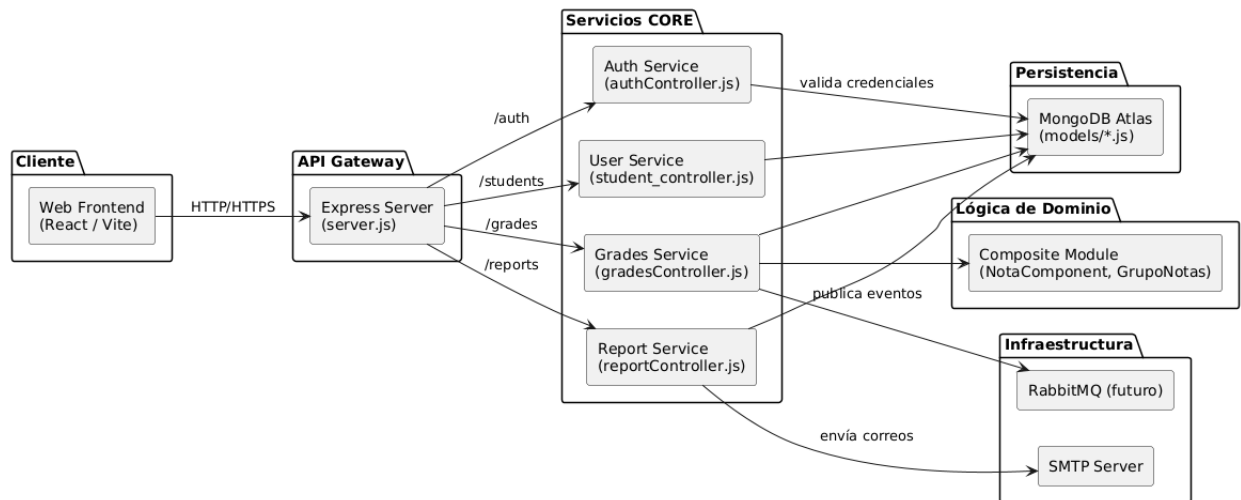 Cliente
Web Frontend
(React / Vite)
HTTP/HTTPS
API Gateway
Express Server
(server.js)
/auth
/students
/grades
/reports
Servicios CORE
Auth Service
(authController.js)
User Service
(student_controller.js)
Grades Service
(gradesController.js)
Report Service
(reportController.js)
valida credenciales
publica eventos
envía correos
Persistencia
MongoDB Atlas
(models/*.js)
Lógica de Dominio
Composite Module
(NotaComponent, GrupoNotas)
Infraestructura
RabbitMQ (futuro)
SMTP Server